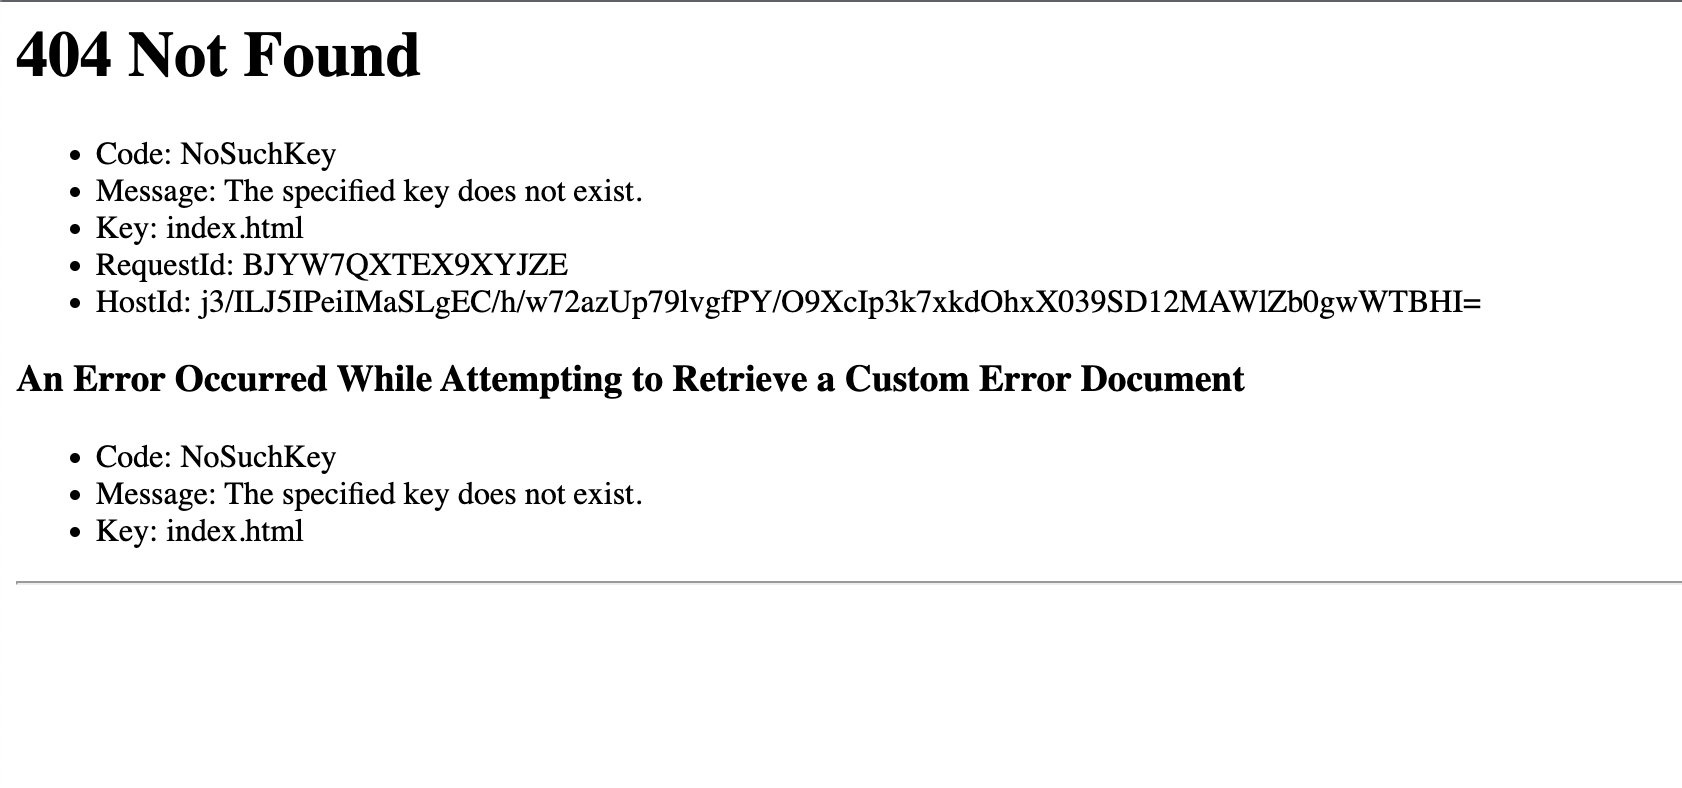 404 Not Found
• Code: NoSuchKey
• Message: The specified key does not exist.
• Key: index.html
• RequestId: BJYW7QXTEX9XYJZE
• HostId: j3/ILJ5IPeiIMaSLgEC/h/w72azUp79lvgfPY/O9XcIp3k7xkdOhxX039SD12MAWlZb0gwWTBHI=
An Error Occurred While Attempting to Retrieve a Custom Error Document
• Code: NoSuchKey
• Message: The specified key does not exist.
• Key: index.html